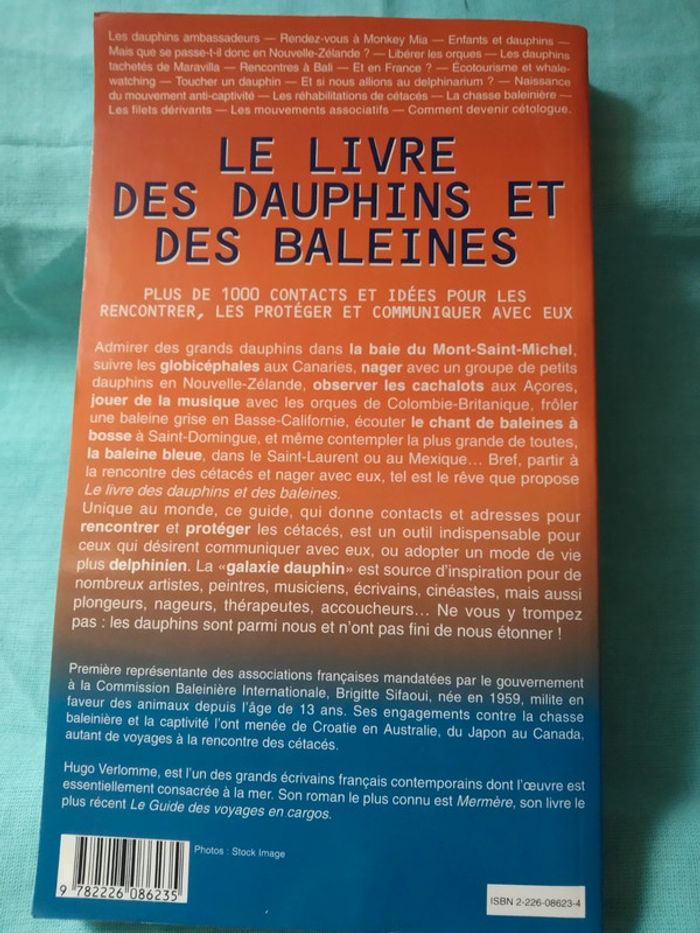 Les dauphins ambassadeurs — Rendez-vous à Monkey Mia — Enfants et dauphins —
Mais que se passe-t-il donc en Nouvelle-Zélande ? — Libérer les orques — Les dauphins
tachetés de Maravilla — Rencontres à Bali — Et en France ? — Écotourisme et whale-
watching — Toucher un dauphin — Et si nous allions au delphinarium ? — Naissance
du mouvement anti-captivité — Les réhabilitations de cétacés — La chasse baleinière —
Les filets dérivants — Les mouvements associatifs — Comment devenir cétologue.
LE LIVRE
DES DAUPHINS ET
DES BALEINES
PLUS DE 1000 CONTACTS ET IDÉES POUR LES
RENCONTRER, LES PROTÉGER ET COMMUNIQUER AVEC EUX
Admirer des grands dauphins dans la baie du Mont-Saint-Michel,
suivre les globicéphales aux Canaries, nager avec un groupe de petits
dauphins en Nouvelle-Zélande, observer les cachalots aux Açores,
jouer de la musique avec les orques de Colombie-Britanique, frôler
une baleine grise en Basse-Californie, écouter le chant de baleines à
bosse à Saint-Domingue, et même contempler la plus grande de toutes,
la baleine bleue, dans le Saint-Laurent ou au Mexique... Bref, partir à
la rencontre des cétacés et nager avec eux, tel est le rêve que propose
Le livre des dauphins et des baleines.
Unique au monde, ce guide, qui donne contacts et adresses pour
rencontrer et protéger les cétacés, est un outil indispensable pour
ceux qui désirent communiquer avec eux, ou adopter un mode de vie
plus delphinien. La «galaxie dauphin» est source d'inspiration pour de
nombreux artistes, peintres, musiciens, écrivains, cinéastes, mais aussi
plongeurs, nageurs, thérapeutes, accoucheurs... Ne vous y trompez
pas : les dauphins sont parmi nous et n'ont pas fini de nous étonner !
Première représentante des associations françaises mandatées par le gouvernement
à la Commission Baleinière Internationale, Brigitte Sifaoui, née en 1959, milite en
faveur des animaux depuis l'âge de 13 ans. Ses engagements contre la chasse
baleinière et la captivité l'ont menée de Croatie en Australie, du Japon au Canada,
autant de voyages à la rencontre des cétacés.
Hugo Verlomme, est l'un des grands écrivains français contemporains dont l'œuvre est
essentiellement consacrée à la mer. Son roman le plus connu est Mermère, son livre le
plus récent Le Guide des voyages en cargos.
Photos : Stock Image
9 782226 086235
ISBN 2-226-08623-4